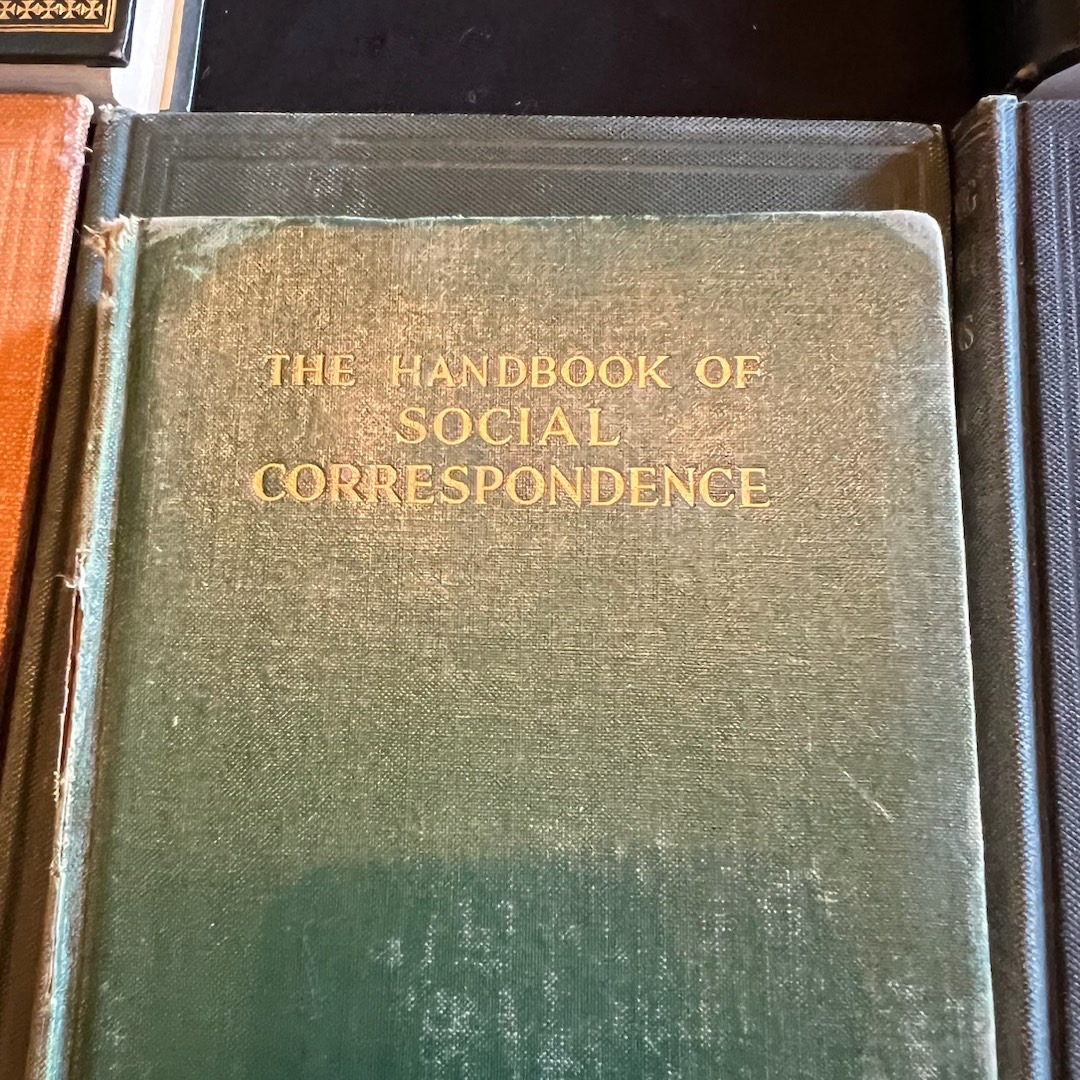 THE HANDBOOK OF
SOCIAL
CORRESPONDENCE